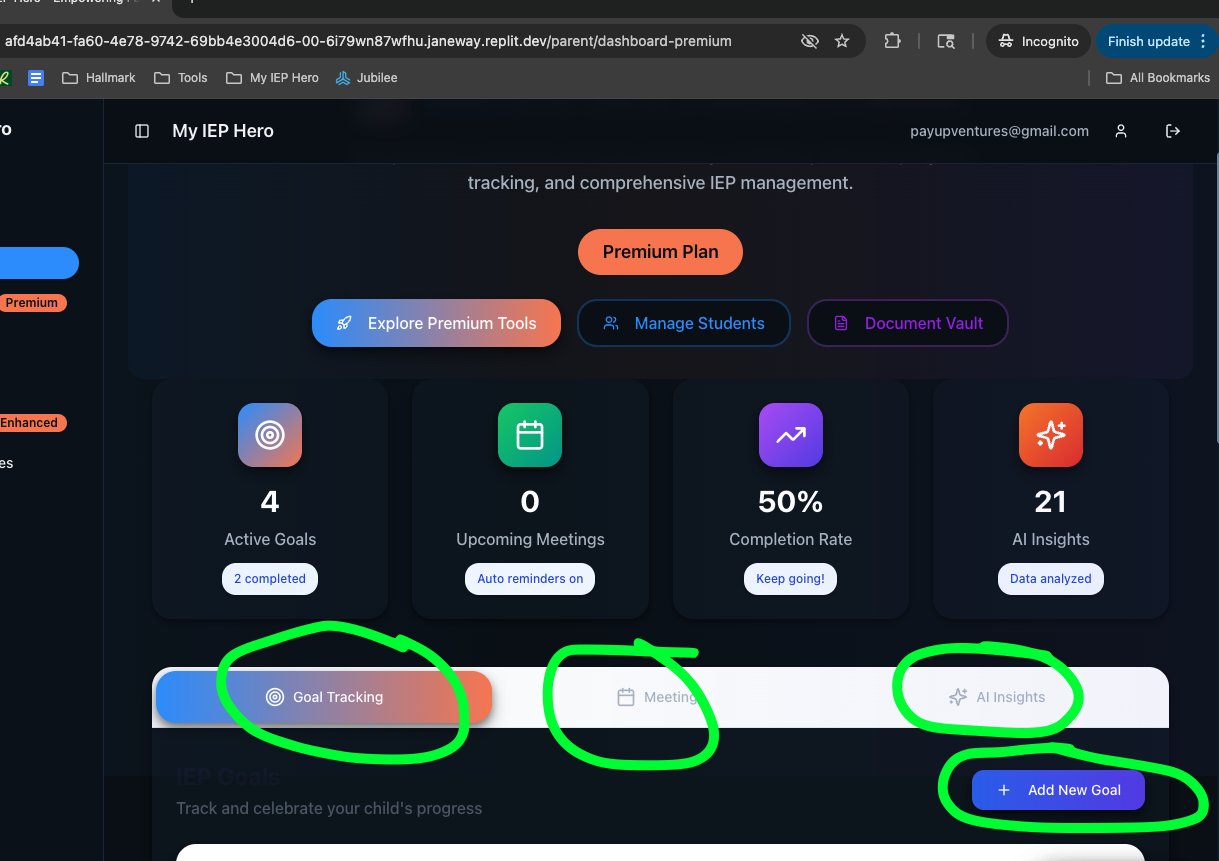 afd4ab41-fa60-4e78-9742-69bb4e3004d6-00-6i79wn87wfhu.janeway.replit.dev/parent/dashboard-premium
Incognito
Finish update
Hallmark
Tools
My IEP Hero
Jubilee
All Bookmarks
ro
My IEP Hero
payupventures@gmail.com
tracking, and comprehensive IEP management.
Premium Plan
Premium
Explore Premium Tools
Manage Students
Document Vault
Enhanced
es
4
Active Goals
2 completed
0
Upcoming Meetings
Auto reminders on
50%
Completion Rate
Keep going!
21
AI Insights
Data analyzed
Goal Tracking
Meeting
AI Insights
IEP Goals
Add New Goal
Track and celebrate your child's progress